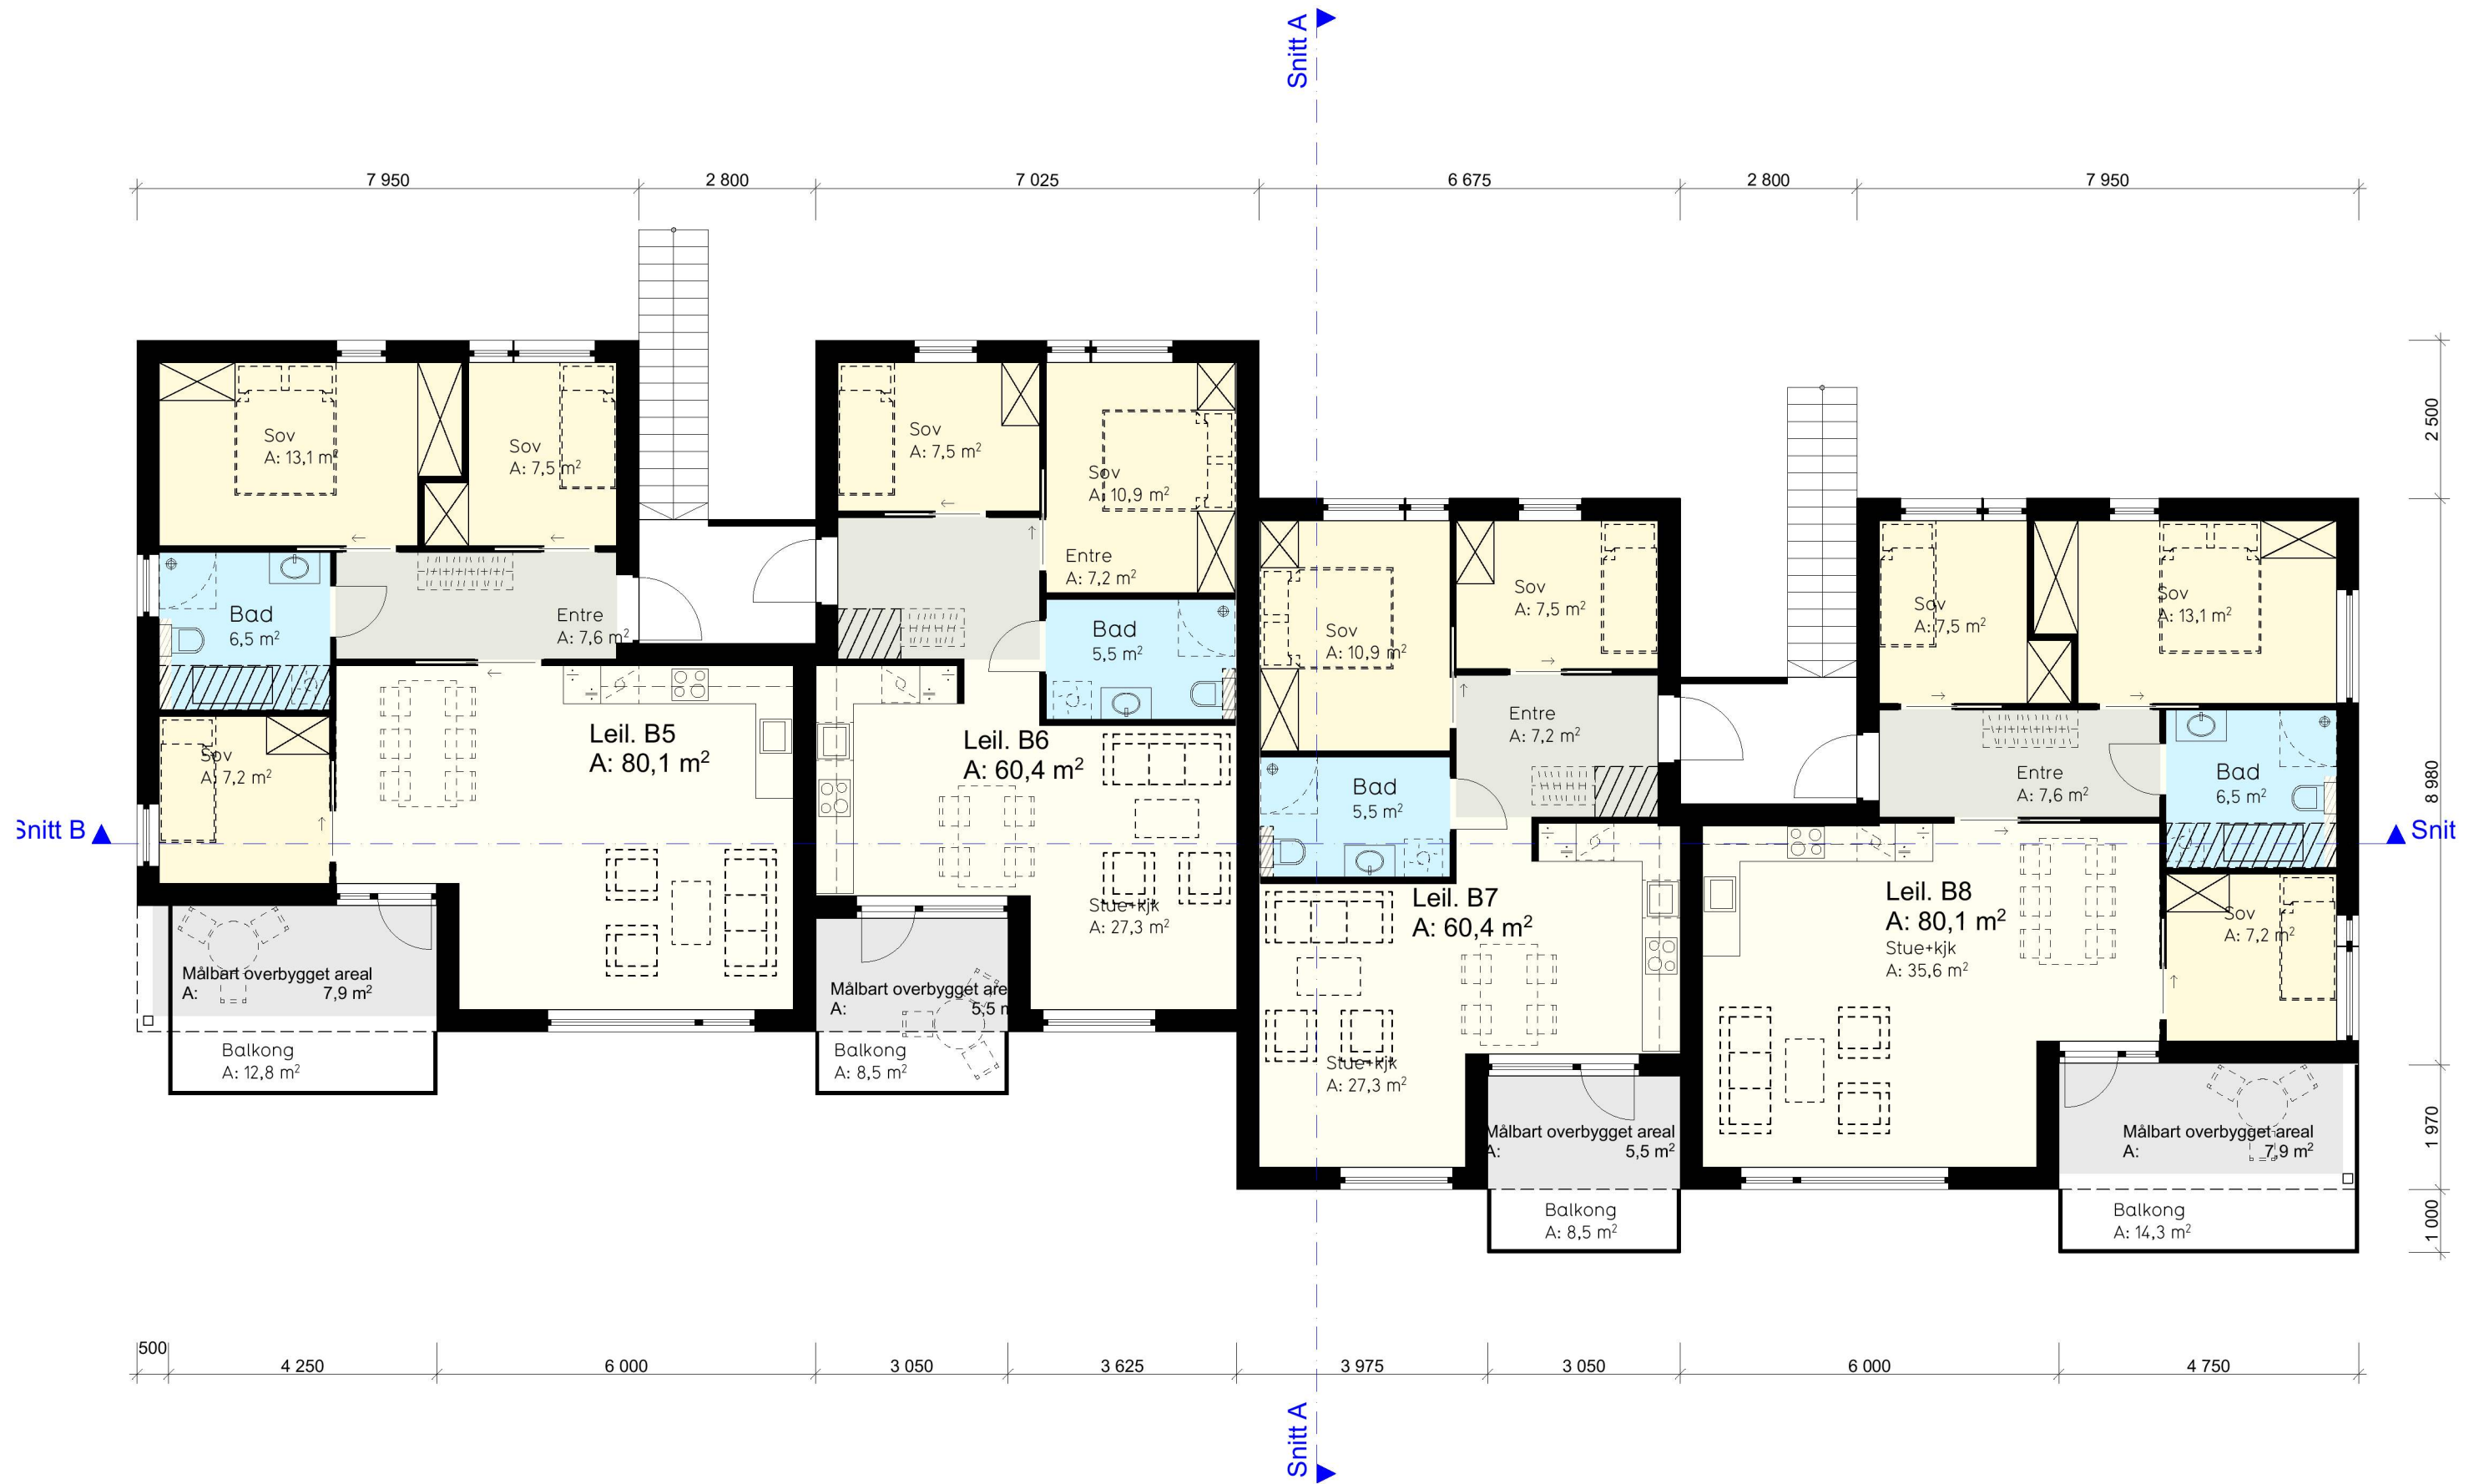 Snitt A
7 950
2 800
7 025
6 675
2 800
7 950
2 500
8 980
1 970
1 000
Sov
A: 13,1 m²
Sov
A: 7,5 m²
Bad
6,5 m²
Entre
A: 7,6 m²
Sov
A: 7,2 m²
Leil. B5
A: 80,1 m²
Målbart overbygget areal
A: 7,9 m²
Balkong
A: 12,8 m²
Sov
A: 7,5 m²
Sov
A: 10,9 m²
Entre
A: 7,2 m²
Bad
5,5 m²
Leil. B6
A: 60,4 m²
Stue+kjk
A: 27,3 m²
Målbart overbygget are
A: 5,5 m
Balkong
A: 8,5 m²
Sov
A: 10,9 m²
Sov
A: 7,5 m²
Entre
A: 7,2 m²
Bad
5,5 m²
Leil. B7
A: 60,4 m²
Stue+kjk
A: 27,3 m²
Målbart overbygget areal
A: 5,5 m²
Balkong
A: 8,5 m²
Sov
A: 7,5 m²
Sov
A: 13,1 m²
Entre
A: 7,6 m²
Bad
6,5 m²
Leil. B8
A: 80,1 m²
Stue+kjk
A: 35,6 m²
Sov
A: 7,2 m²
Målbart overbygget areal
A: 7,9 m²
Balkong
A: 14,3 m²
Snitt B
Snit
500
4 250
6 000
3 050
3 625
3 975
3 050
6 000
4 750
Snitt A